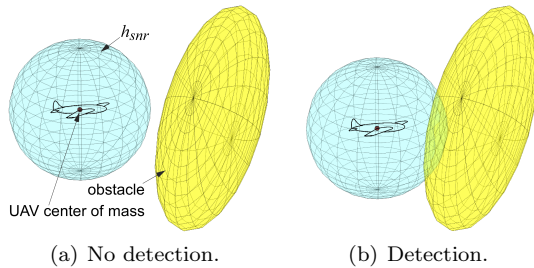 h_snr
obstacle
UAV center of mass
(a) No detection.
(b) Detection.